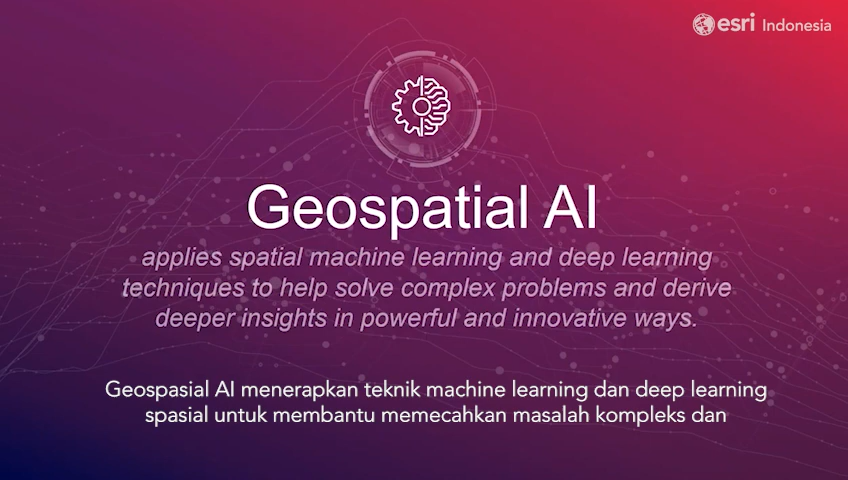 esri Indonesia
Geospatial AI
applies spatial machine learning and deep learning
techniques to help solve complex problems and derive
deeper insights in powerful and innovative ways.
Geospasial AI menerapkan teknik machine learning dan deep learning
spasial untuk membantu memecahkan masalah kompleks dan